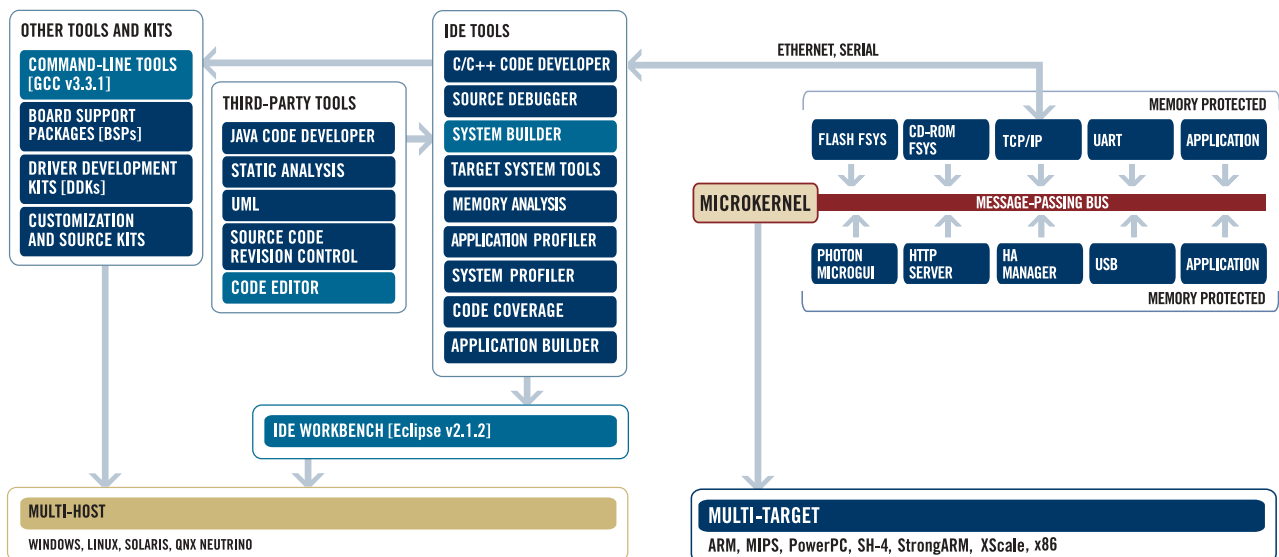 OTHER TOOLS AND KITS
COMMAND-LINE TOOLS
[GCC v3.3.1]
BOARD SUPPORT
PACKAGES [BSPs]
DRIVER DEVELOPMENT
KITS [DDKs]
CUSTOMIZATION
AND SOURCE KITS
THIRD-PARTY TOOLS
JAVA CODE DEVELOPER
STATIC ANALYSIS
UML
SOURCE CODE
REVISION CONTROL
CODE EDITOR
IDE TOOLS
C/C++ CODE DEVELOPER
SOURCE DEBUGGER
SYSTEM BUILDER
TARGET SYSTEM TOOLS
MEMORY ANALYSIS
APPLICATION PROFILER
SYSTEM PROFILER
CODE COVERAGE
APPLICATION BUILDER
IDE WORKBENCH [Eclipse v2.1.2]
MULTI-HOST
WINDOWS, LINUX, SOLARIS, QNX NEUTRINO
ETHERNET, SERIAL
MEMORY PROTECTED
FLASH FSYS
CD-ROM
FSYS
TCP/IP
UART
APPLICATION
MICROKERNEL
MESSAGE-PASSING BUS
PHOTON
MICROGUI
HTTP
SERVER
HA
MANAGER
USB
APPLICATION
MEMORY PROTECTED
MULTI-TARGET
ARM, MIPS, PowerPC, SH-4, StrongARM, XScale, x86